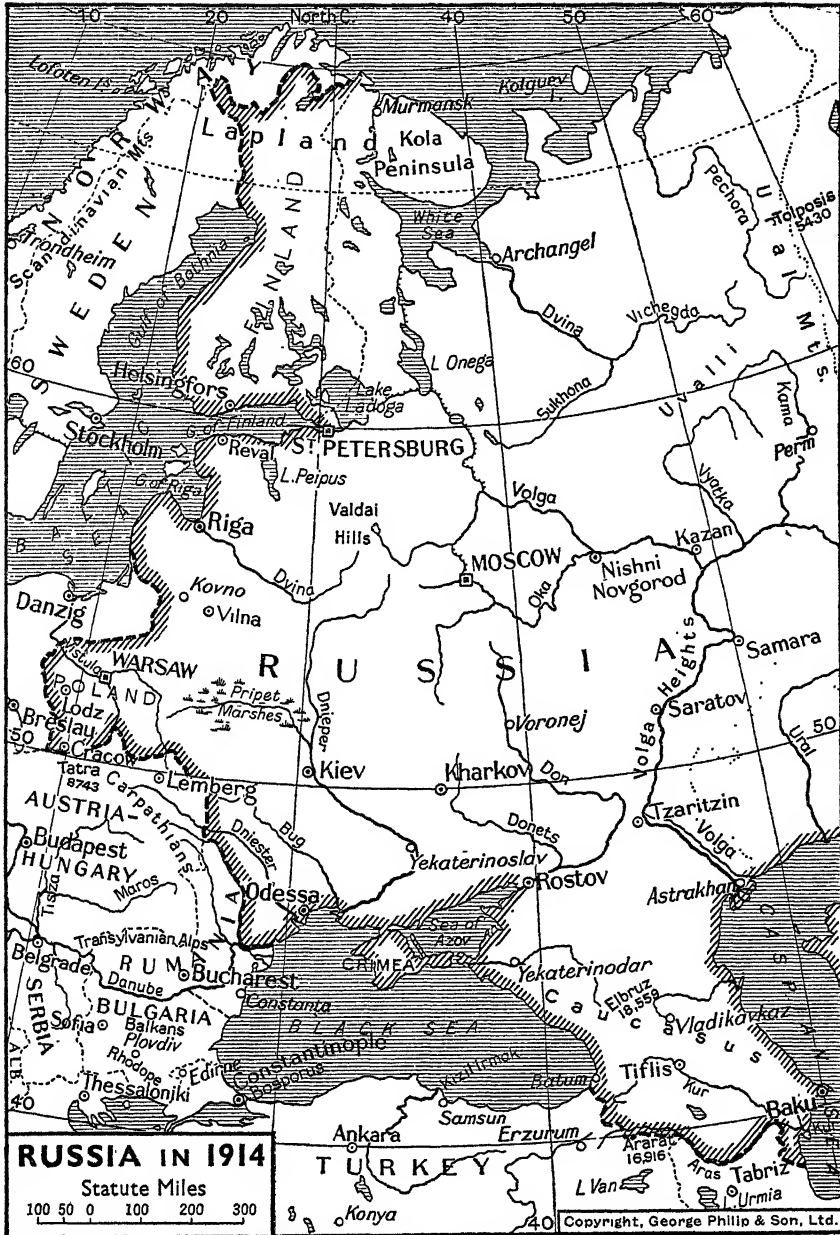 20
North C.
40
50
60
Lofoten Is.
NORWAY
Lapland
Murmansk
Kola
Peninsula
Kolguev
I.
Scandinavian Mts
Trondheim
SWEDEN
Gulf of Bothnia
FINLAND
White
Sea
Archangel
Pechora
Ural Mts.
Tolposis
5430
Dvina
Vichegda
60
L. Onega
Sukhona
Uvalli
Kama
Perm
Helsingfors
Lake
Ladoga
G. of Finland
Stockholm
Reval
ST. PETERSBURG
L. Peipus
G. of Riga
Riga
Valdai
Hills
Volga
Vyatka
Kazan
BALTIC
SEA
Dvina
MOSCOW
Oka
Nishni
Novgorod
Kovno
Vilna
Danzig
Vistula
WARSAW
RUSSIA
Samara
POLAND
Lodz
Pripet
Marshes
Dnieper
Volga Heights
Saratov
Breslau
Voronej
Ural
50
50
Cracow
Tatra
8743
Lemberg
Kiev
Kharkov
Don
AUSTRIA-
HUNGARY
Carpathians
Budapest
Dniester
Bug
Donets
Tzaritzin
Volga
Yekaterinoslav
Tisza
Maros
Odessa
Rostov
Astrakhan
CASPIAN
Transylvanian Alps
Sea of
Azov
Belgrade
RUMANIA
Bucharest
CRIMEA
Yekaterinodar
Danube
Constanta
Elbruz
18,559
SERBIA
BULGARIA
Sofia
Balkans
Plovdiv
BLACK SEA
Caucasus
Vladikavkaz
Rhodope
Edirne
Constantinople
Bosporus
Kizil Irmak
Batum
Tiflis
Kur
ALB.
Thessalonjki
40
Samsun
Baku
Ankara
Erzurum
Ararat
16,916
Aras
TURKEY
L. Van
Tabriz
L. Urmia
Konya
40
RUSSIA IN 1914
Statute Miles
100 50 0 100 200 300
Copyright, George Philip & Son, Ltd.